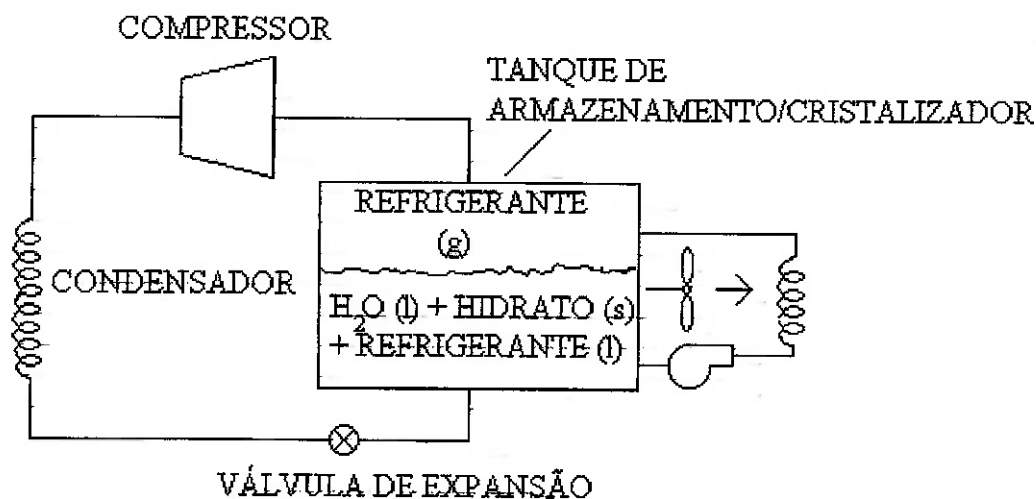 COMPRESSOR
TANQUE DE
ARMAZENAMENTO/CRISTALIZADOR
REFRIGERANTE
(g)
CONDENSADOR
H₂O (l) + HIDRATO (s)
+ REFRIGERANTE (l)
VÁLVULA DE EXPANSÃO